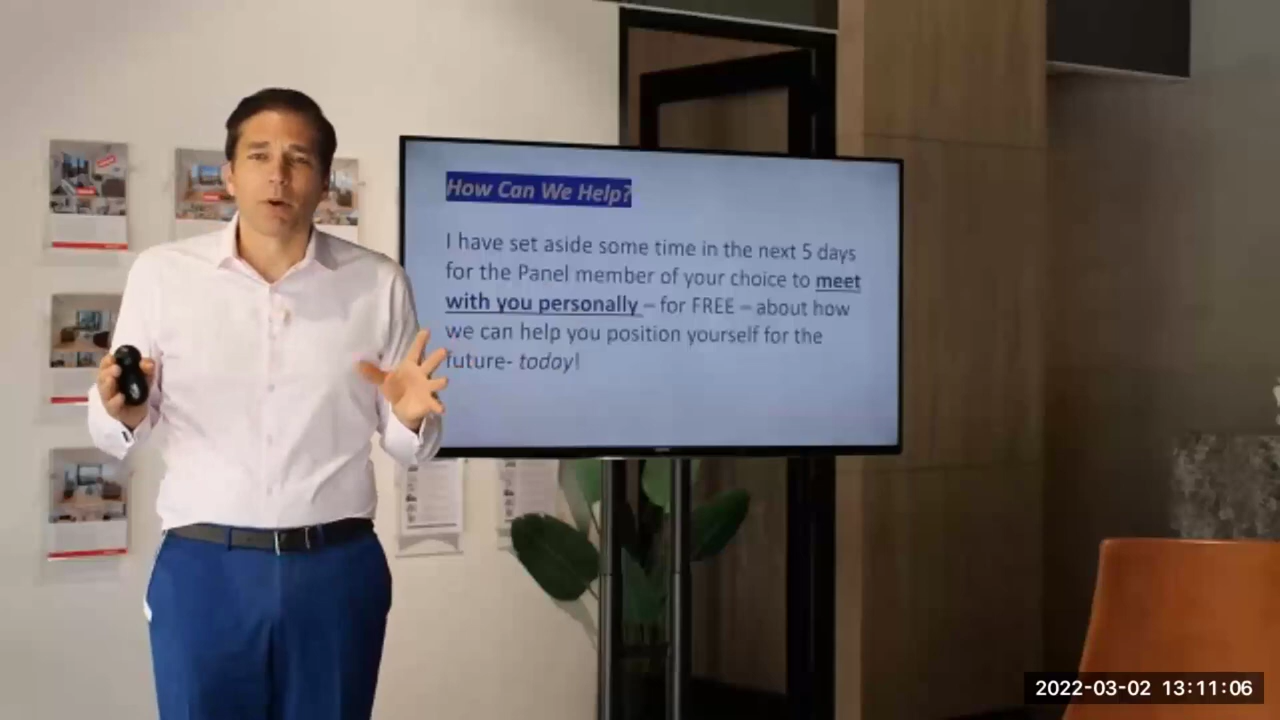 How Can We Help?
I have set aside some time in the next 5 days
for the Panel member of your choice to meet
with you personally – for FREE – about how
we can help you position yourself for the
future- today!
2022-03-02 13:11:06